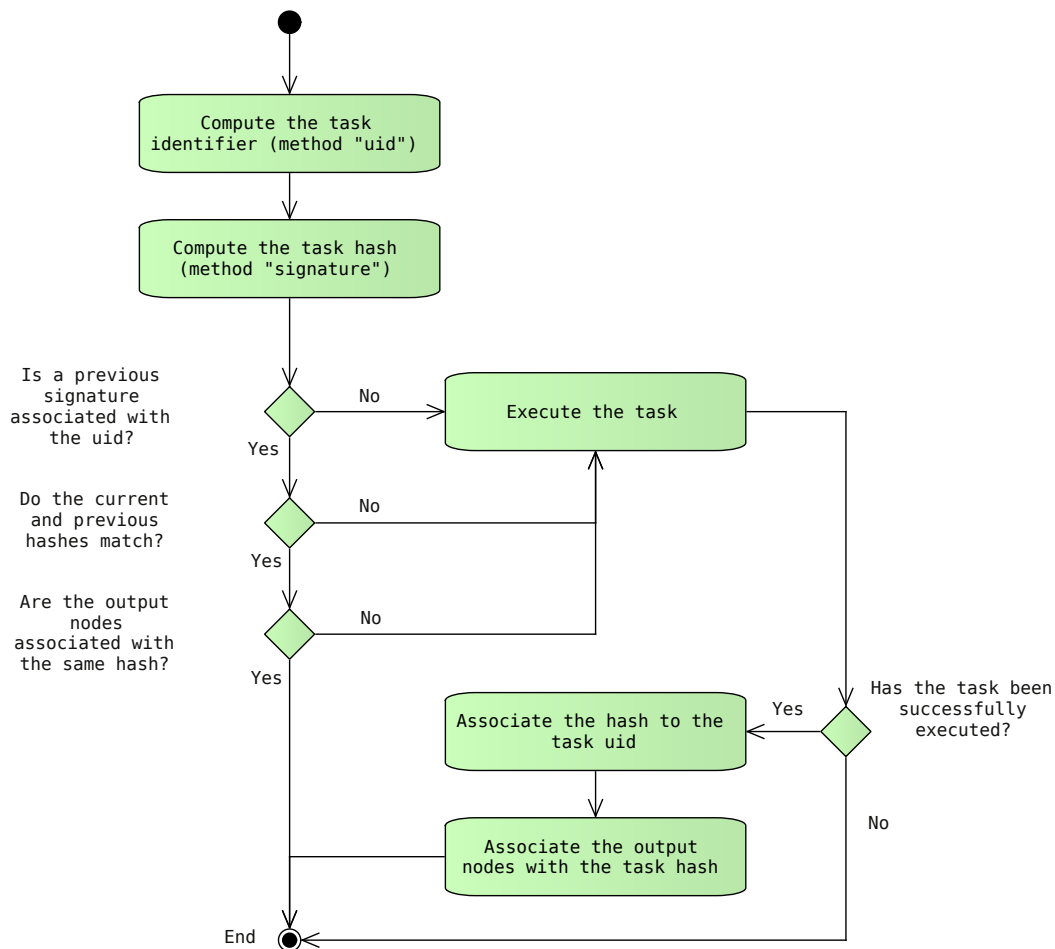 Compute the task
identifier (method "uid")
Compute the task hash
(method "signature")
Is a previous
signature
associated with
the uid?
No
Execute the task
Yes
Do the current
and previous
hashes match?
No
Yes
Are the output
nodes
associated with
the same hash?
No
Yes
Has the task been
successfully
executed?
Yes
Associate the hash to the
task uid
No
Associate the output
nodes with the task hash
End